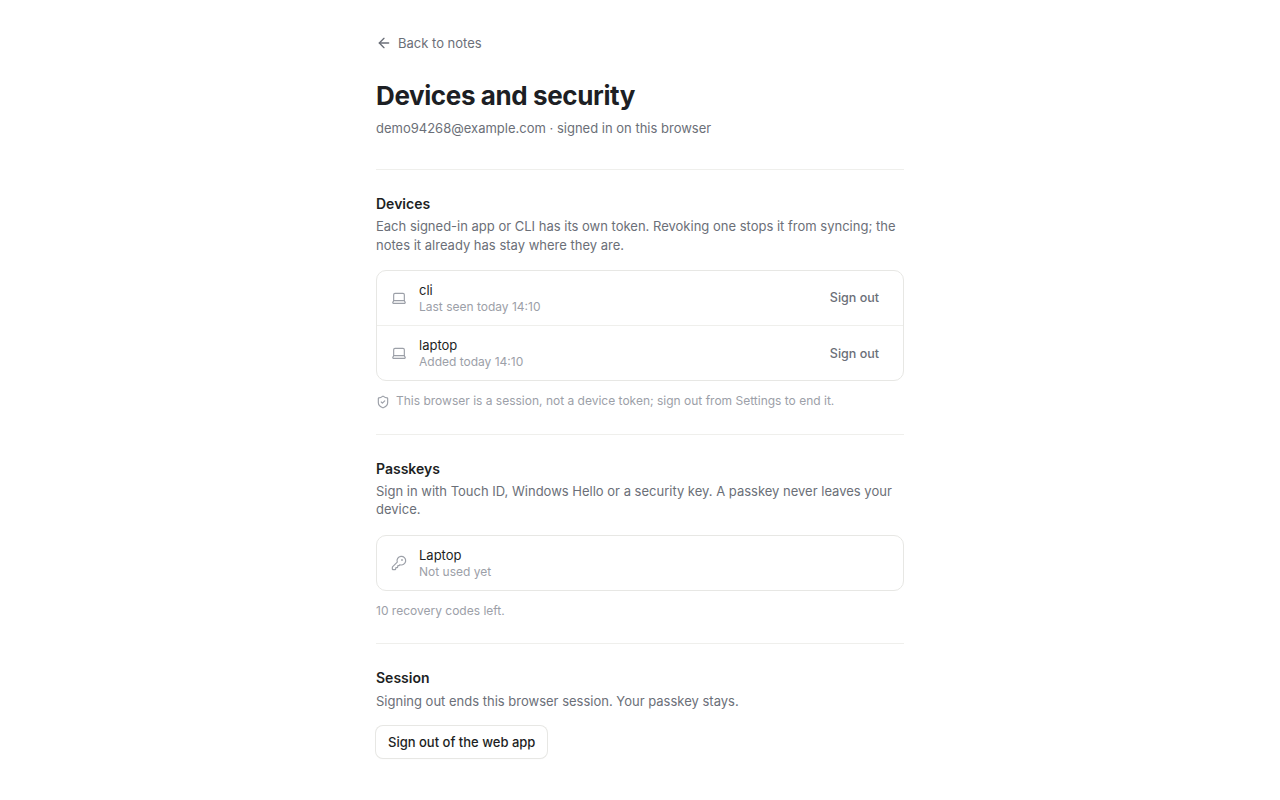 Back to notes
Devices and security
demo94268@example.com · signed in on this browser
Devices
Each signed-in app or CLI has its own token. Revoking one stops it from syncing; the
notes it already has stay where they are.
cli
Last seen today 14:10
Sign out
laptop
Added today 14:10
Sign out
This browser is a session, not a device token; sign out from Settings to end it.
Passkeys
Sign in with Touch ID, Windows Hello or a security key. A passkey never leaves your
device.
Laptop
Not used yet
10 recovery codes left.
Session
Signing out ends this browser session. Your passkey stays.
Sign out of the web app